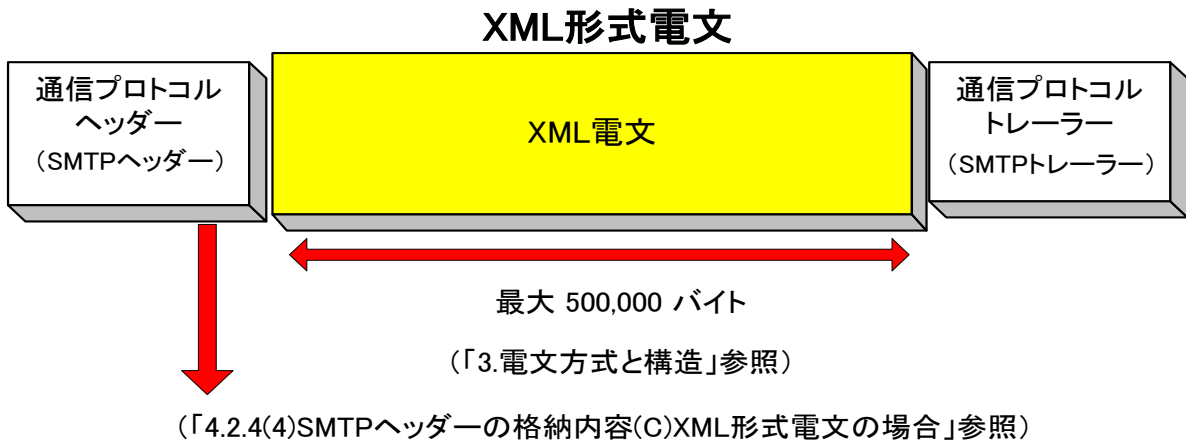 XML形式電文
通信プロトコル
ヘッダー
（SMTPヘッダー）
XML電文
通信プロトコル
トレーラー
（SMTPトレーラー）
最大 500,000 バイト
（「3.電文方式と構造」参照）
（「4.2.4(4)SMTPヘッダーの格納内容(C)XML形式電文の場合」参照）